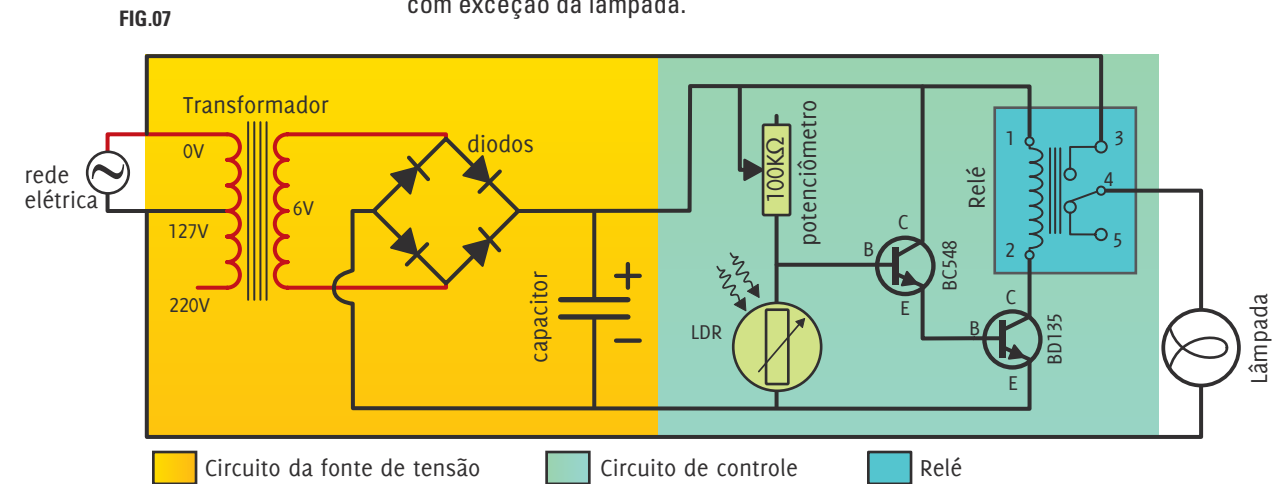 com exceção da lâmpada.
FIG.07
Transformador
0V
127V
220V
6V
rede
elétrica
diodos
capacitor
+
−
100KΩ
potenciômetro
LDR
B
C
E
BC548
B
C
E
BD135
Relé
1
2
3
4
5
Lâmpada
Circuito da fonte de tensão
Circuito de controle
Relé